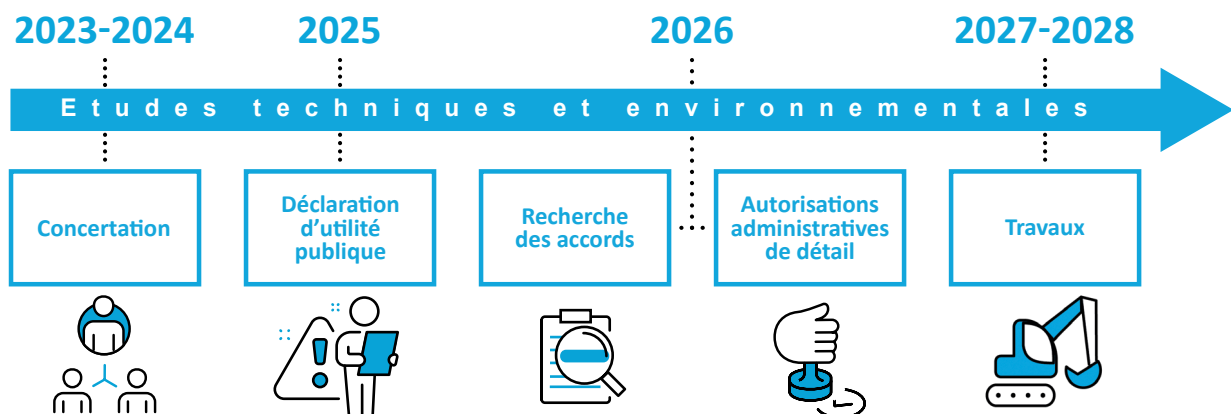 2023-2024
2025
2026
2027-2028
Etudes techniques et environnementales
Concertation
Déclaration
d'utilité
publique
Recherche
des accords
Autorisations
administratives
de détail
Travaux